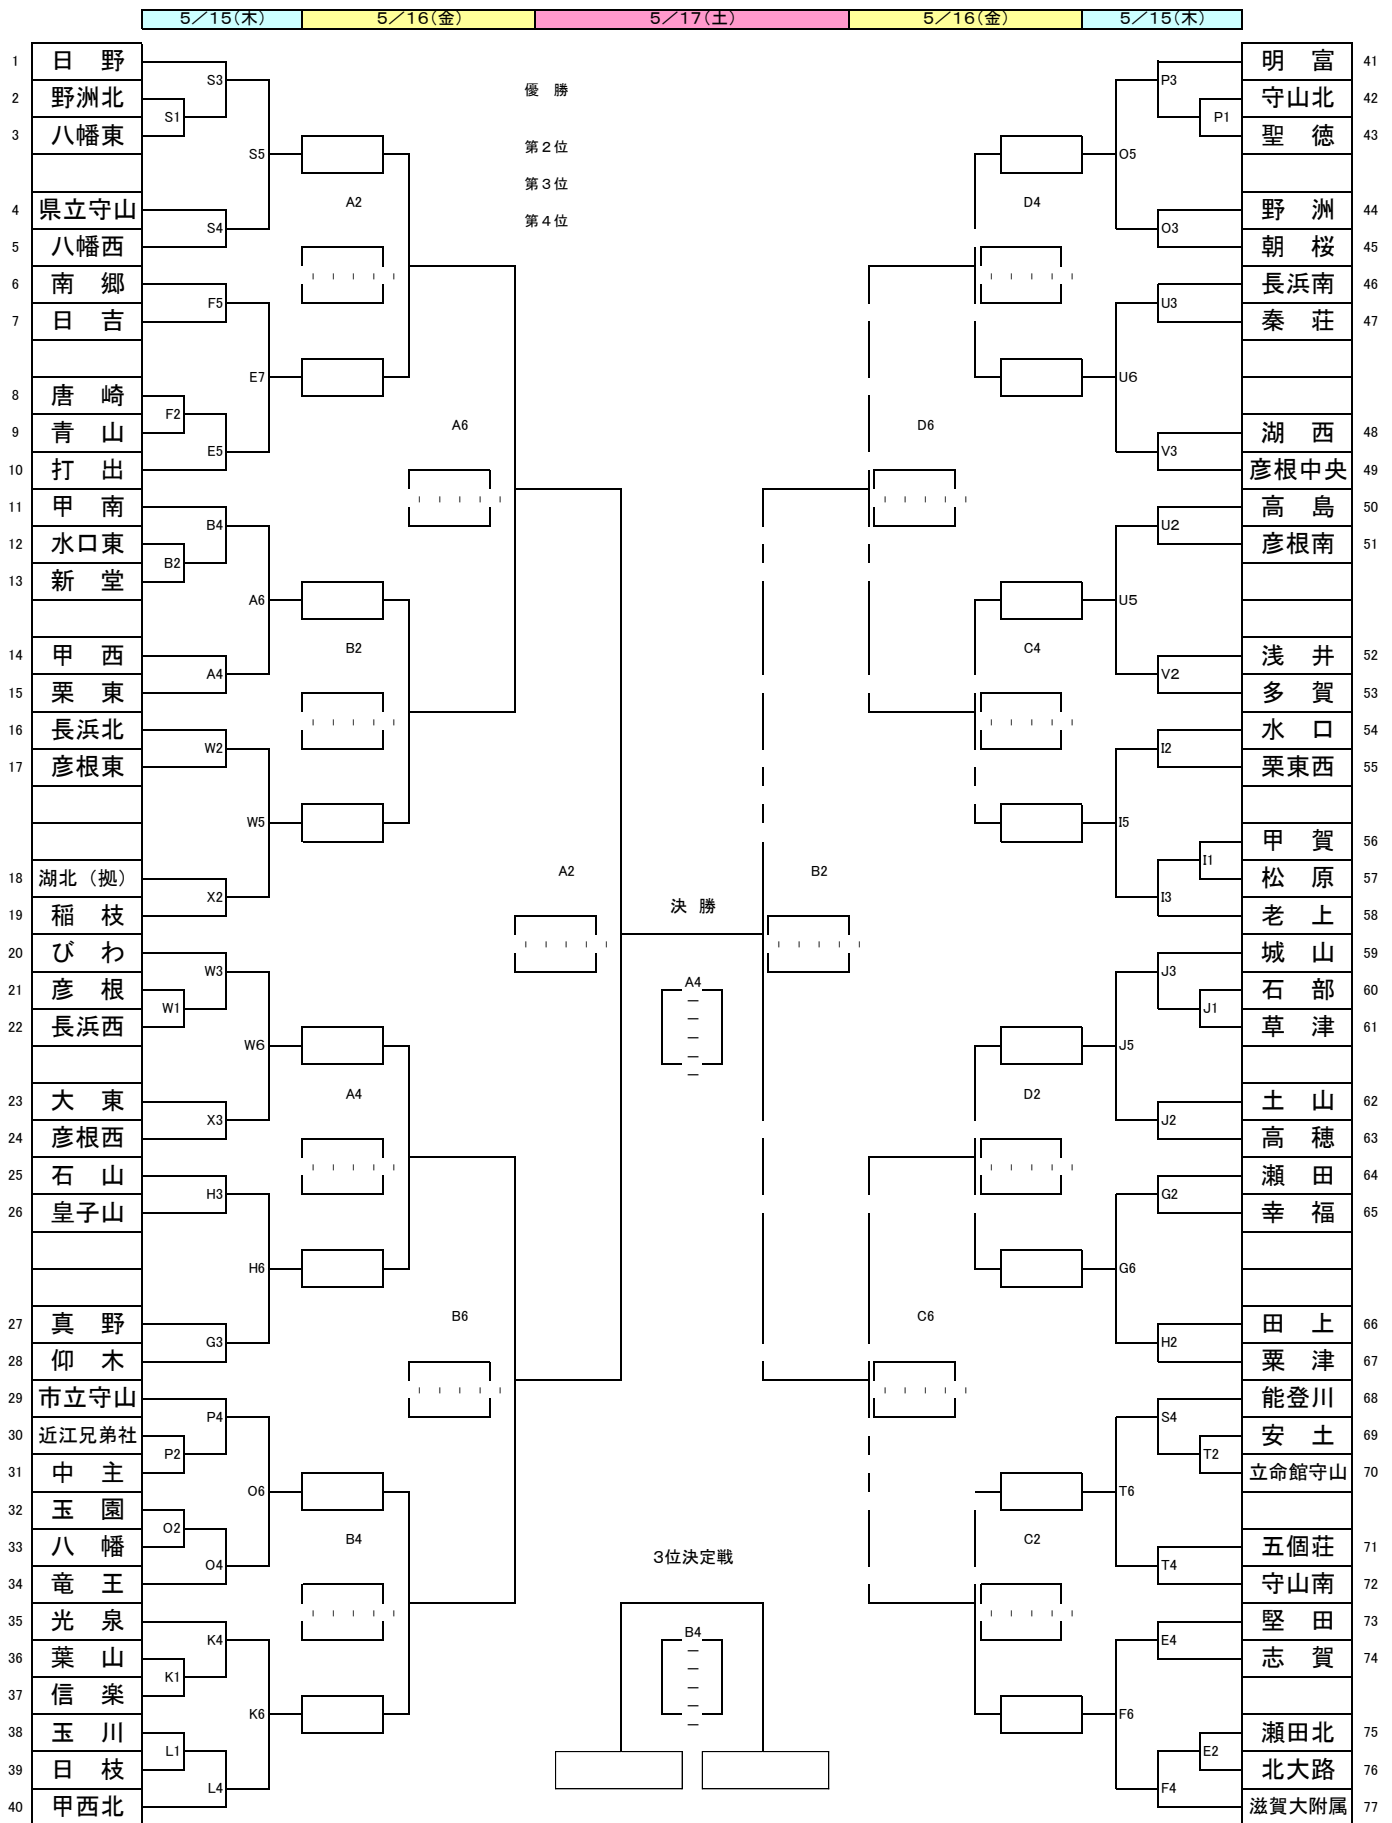 5／15(木) 5／16(金) 5／17(土) 5／16(金) 5／15(木)
優　勝
第２位
第３位
第４位
1 日　野
2 野洲北
3 八幡東
4 県立守山
5 八幡西
6 南　郷
7 日　吉
8 唐　崎
9 青　山
10 打　出
11 甲　南
12 水口東
13 新　堂
14 甲　西
15 栗　東
16 長浜北
17 彦根東
18 湖北（拠）
19 稲　枝
20 び　わ
21 彦　根
22 長浜西
23 大　東
24 彦根西
25 石　山
26 皇子山
27 真　野
28 仰　木
29 市立守山
30 近江兄弟社
31 中　主
32 玉　園
33 八　幡
34 竜　王
35 光　泉
36 葉　山
37 信　楽
38 玉　川
39 日　枝
40 甲西北
S3
S1
S5
S4
F5
E7
F2
E5
B4
B2
A6
A4
W2
W5
X2
W3
W1
W6
X3
H3
H6
G3
P4
P2
O6
O2
O4
K4
K1
K6
L1
L4
A2
B2
A4
B4
A6
B6
A2
決　勝
A4
3位決定戦
B4
B2
D6
C6
D4
C4
D2
C2
P3
P1
O5
O3
U3
U6
V3
U2
U5
V2
I2
I5
I1
I3
J3
J1
J5
J2
G2
G6
H2
S4
T2
T6
T4
E4
F6
E2
F4
明　富 41
守山北 42
聖　徳 43
野　洲 44
朝　桜 45
長浜南 46
秦　荘 47
湖　西 48
彦根中央 49
高　島 50
彦根南 51
浅　井 52
多　賀 53
水　口 54
栗東西 55
甲　賀 56
松　原 57
老　上 58
城　山 59
石　部 60
草　津 61
土　山 62
高　穂 63
瀬　田 64
幸　福 65
田　上 66
粟　津 67
能登川 68
安　土 69
立命館守山 70
五個荘 71
守山南 72
堅　田 73
志　賀 74
瀬田北 75
北大路 76
滋賀大附属 77